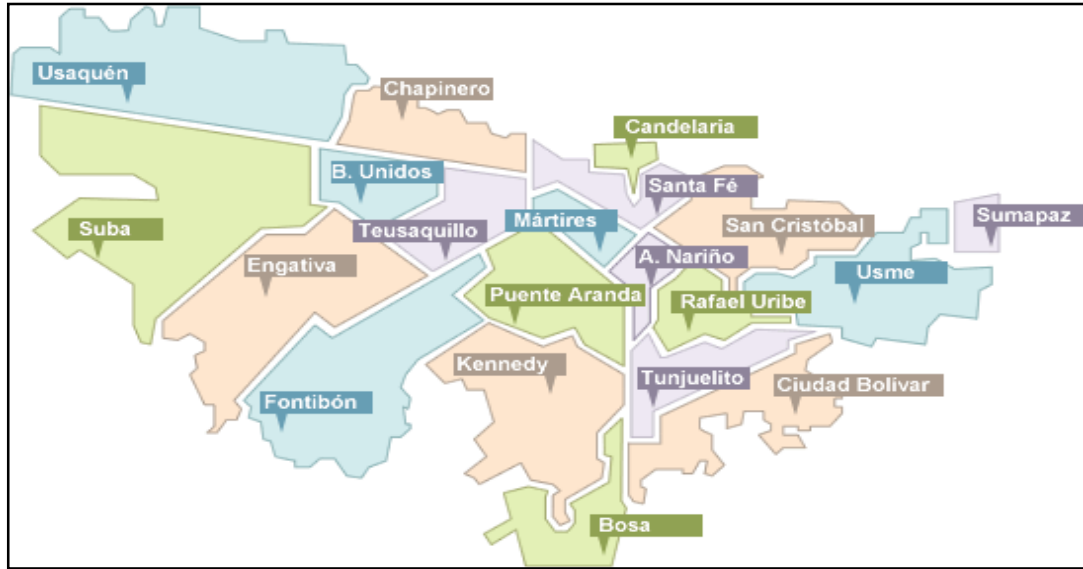 Usaquén
Chapinero
Candelaria
B. Unidos
Santa Fé
Suba
Teusaquillo
Mártires
San Cristóbal
Sumapaz
Engativa
A. Nariño
Usme
Puente Aranda
Rafael Uribe
Kennedy
Tunjuelito
Ciudad Bolívar
Fontibón
Bosa